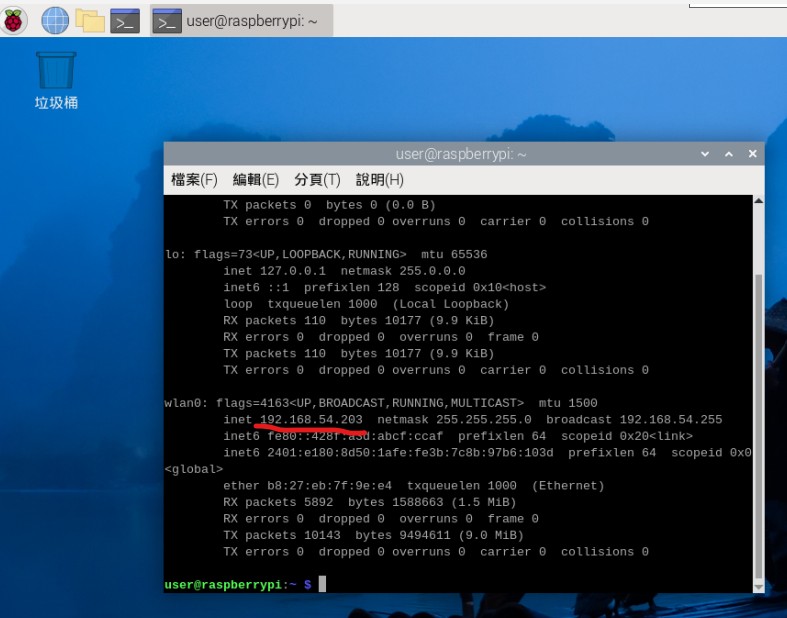 user@raspberrypi: ~
垃圾桶
user@raspberrypi: ~
檔案(F) 編輯(E) 分頁(T) 說明(H)
TX packets 0 bytes 0 (0.0 B)
TX errors 0 dropped 0 overruns 0 carrier 0 collisions 0
lo: flags=73<UP,LOOPBACK,RUNNING> mtu 65536
inet 127.0.0.1 netmask 255.0.0.0
inet6 ::1 prefixlen 128 scopeid 0x10<host>
loop txqueuelen 1000 (Local Loopback)
RX packets 110 bytes 10177 (9.9 KiB)
RX errors 0 dropped 0 overruns 0 frame 0
TX packets 110 bytes 10177 (9.9 KiB)
TX errors 0 dropped 0 overruns 0 carrier 0 collisions 0
wlan0: flags=4163<UP,BROADCAST,RUNNING,MULTICAST> mtu 1500
inet 192.168.54.203 netmask 255.255.255.0 broadcast 192.168.54.255
inet6 fe80::428f:a3d:abcf:ccaf prefixlen 64 scopeid 0x20<link>
inet6 2401:e180:8d50:1afe:fe3b:7c8b:97b6:103d prefixlen 64 scopeid 0x0
<global>
ether b8:27:eb:7f:9e:e4 txqueuelen 1000 (Ethernet)
RX packets 5892 bytes 1588663 (1.5 MiB)
RX errors 0 dropped 0 overruns 0 frame 0
TX packets 10143 bytes 9494611 (9.0 MiB)
TX errors 0 dropped 0 overruns 0 carrier 0 collisions 0
user@raspberrypi:~ $